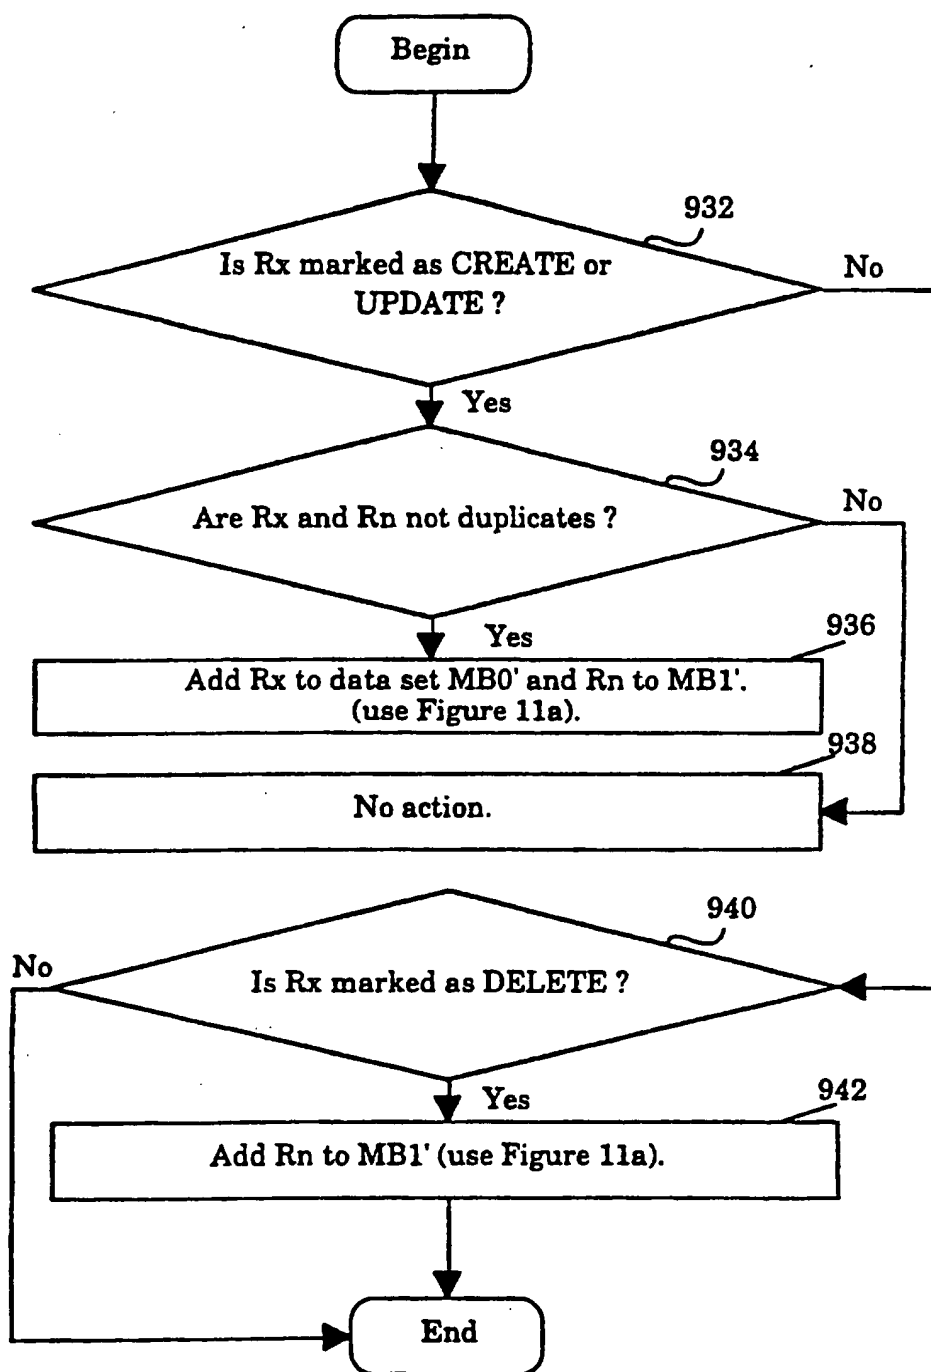 Begin
932
Is Rx marked as CREATE or
UPDATE ?
No
Yes
934
Are Rx and Rn not duplicates ?
No
Yes
936
Add Rx to data set MB0' and Rn to MB1'.
(use Figure 11a).
938
No action.
940
No
Is Rx marked as DELETE ?
Yes
942
Add Rn to MB1' (use Figure 11a).
End